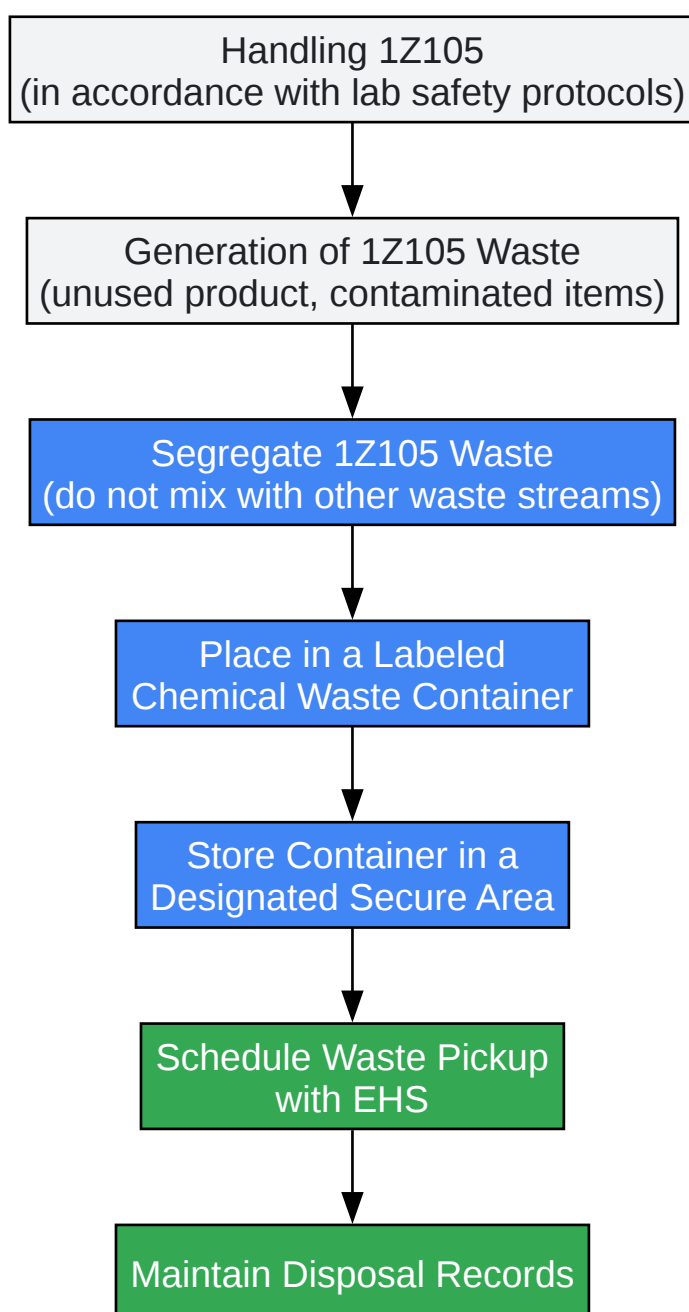 Handling 1Z105
(in accordance with lab safety protocols)
Generation of 1Z105 Waste
(unused product, contaminated items)
Segregate 1Z105 Waste
(do not mix with other waste streams)
Place in a Labeled
Chemical Waste Container
Store Container in a
Designated Secure Area
Schedule Waste Pickup
with EHS
Maintain Disposal Records